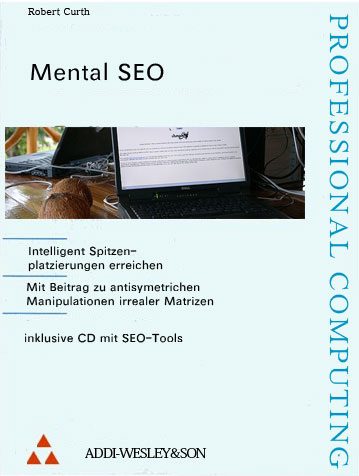 Robert Curth
Mental SEO
PROFESSIONAL COMPUTING
DELL
Intelligent Spitzen-
platzierungen erreichen
Mit Beitrag zu antisymetrichen
Manipulationen irrealer Matrizen
inklusive CD mit SEO-Tools
ADDI-WESLEY&SON